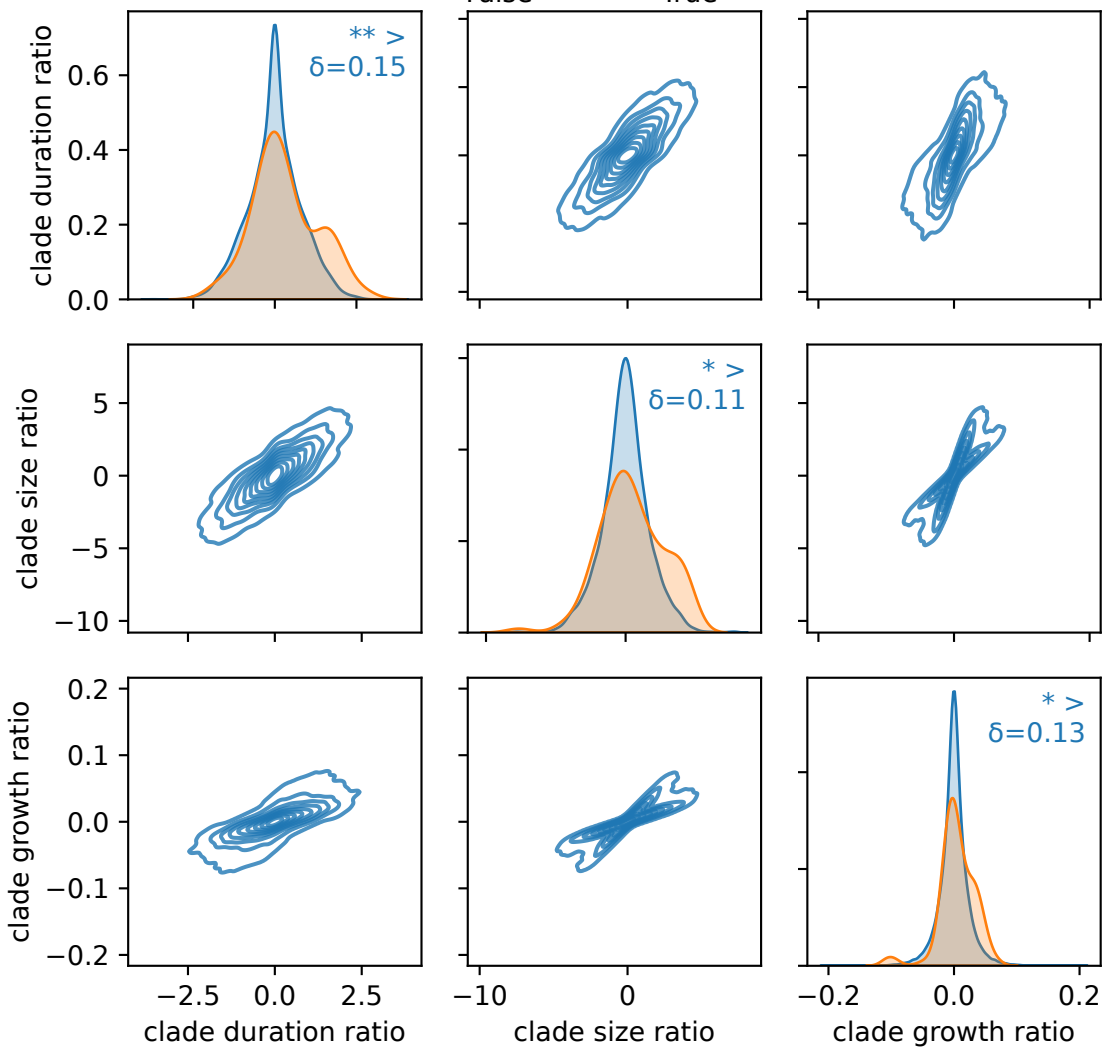 clade duration ratio
0.6
0.4
0.2
0.0
** >
δ=0.15
clade size ratio
5
0
−5
−10
* >
δ=0.11
clade growth ratio
0.2
0.1
0.0
−0.1
−0.2
* >
δ=0.13
−2.5
0.0
2.5
−10
0
−0.2
0.0
0.2
clade duration ratio
clade size ratio
clade growth ratio